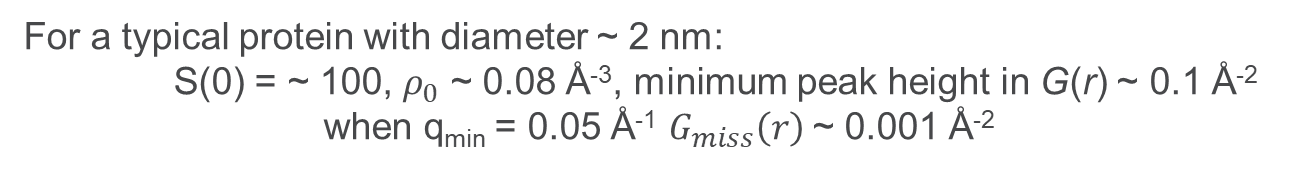 For a typical protein with diameter ~ 2 nm:
S(0) = ~ 100, ρ₀ ~ 0.08 Å⁻³, minimum peak height in G(r) ~ 0.1 Å⁻²
when qₘᵢₙ = 0.05 Å⁻¹ Gₘᵢₛₛ(r) ~ 0.001 Å⁻²